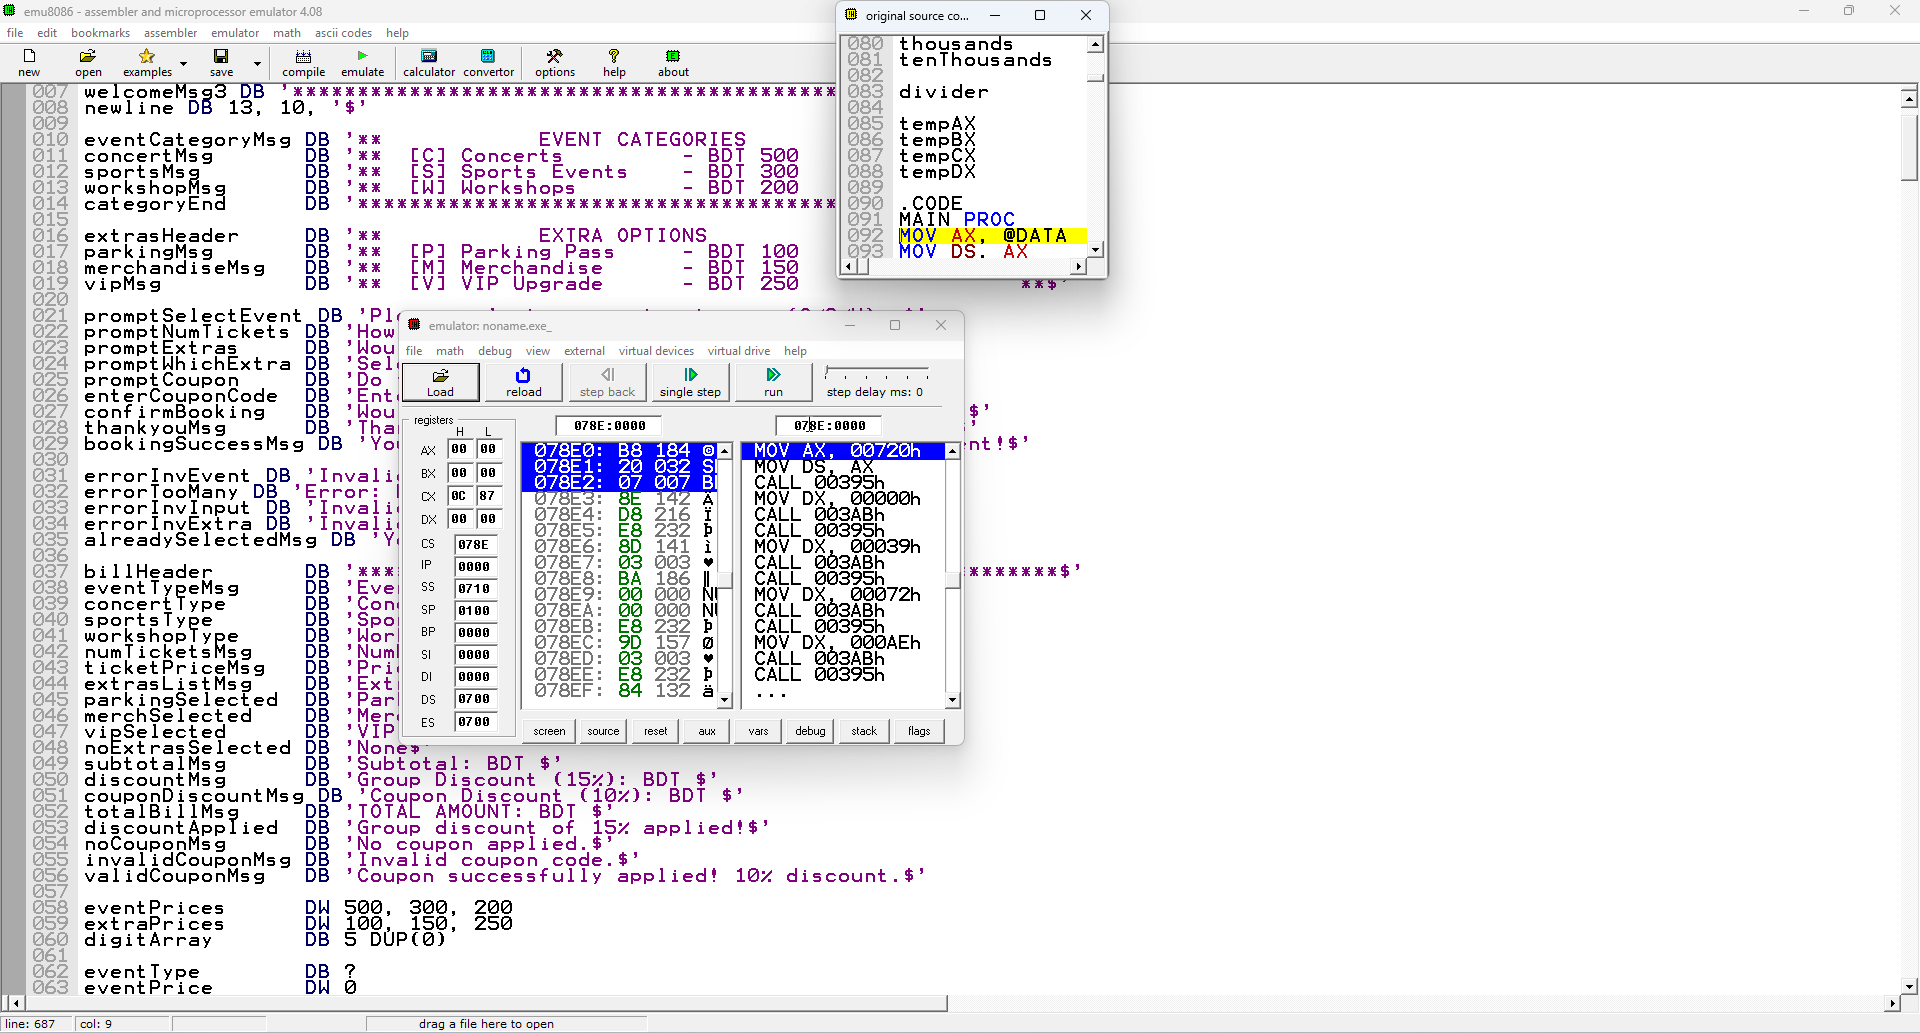 emu8086 - assembler and microprocessor emulator 4.08
file edit bookmarks assembler emulator math ascii codes help
new open examples save compile emulate calculator convertor options help about
007 welcomeMsg3 DB '*******************************************
008 newline DB 13, 10, '$'
009
010 eventCategoryMsg DB '** EVENT CATEGORIES
011 concertMsg DB '** [C] Concerts - BDT 500
012 sportsMsg DB '** [S] Sports Events - BDT 300
013 workshopMsg DB '** [W] Workshops - BDT 200
014 categoryEnd DB '**************************************
015
016 extrasHeader DB '** EXTRA OPTIONS
017 parkingMsg DB '** [P] Parking Pass - BDT 100
018 merchandiseMsg DB '** [M] Merchandise - BDT 150
019 vipMsg DB '** [V] VIP Upgrade - BDT 250 **$'
020
021 promptSelectEvent DB 'Pl
022 promptNumTickets DB 'How
023 promptExtras DB 'Wou
024 promptWhichExtra DB 'Sel
025 promptCoupon DB 'Do
026 enterCouponCode DB 'Ent
027 confirmBooking DB 'Wou $'
028 thankyouMsg DB 'Tha
029 bookingSuccessMsg DB 'You nt!$'
030
031 errorInvEvent DB 'Invalid
032 errorTooMany DB 'Error:
033 errorInvInput DB 'Invali
034 errorInvExtra DB 'Invali
035 alreadySelectedMsg DB 'Y
036
037 billHeader DB '*** *******$'
038 eventTypeMsg DB 'Eve
039 concertType DB 'Con
040 sportsType DB 'Spo
041 workshopType DB 'Wor
042 numTicketsMsg DB 'Num
043 ticketPriceMsg DB 'Pri
044 extrasListMsg DB 'Ext
045 parkingSelected DB 'Par
046 merchSelected DB 'Mer
047 vipSelected DB 'VIP
048 noExtrasSelected DB 'None$'
049 subtotalMsg DB 'Subtotal: BDT $'
050 discountMsg DB 'Group Discount (15%): BDT $'
051 couponDiscountMsg DB 'Coupon Discount (10%): BDT $'
052 totalBillMsg DB 'TOTAL AMOUNT: BDT $'
053 discountApplied DB 'Group discount of 15% applied!$'
054 noCouponMsg DB 'No coupon applied.$'
055 invalidCouponMsg DB 'Invalid coupon code.$'
056 validCouponMsg DB 'Coupon successfully applied! 10% discount.$'
057
058 eventPrices DW 500, 300, 200
059 extraPrices DW 100, 150, 250
060 digitArray DB 5 DUP(0)
061
062 eventType DB ?
063 eventPrice DW 0
line: 687 col: 9 drag a file here to open
original source co...
080 thousands
081 tenThousands
082
083 divider
084
085 tempAX
086 tempBX
087 tempCX
088 tempDX
089
090 .CODE
091 MAIN PROC
092 MOV AX, @DATA
093 MOV DS, AX
emulator: noname.exe_
file math debug view external virtual devices virtual drive help
Load reload step back single step run step delay ms: 0
registers 078E:0000 078E:0000
H L
AX 00 00
BX 00 00
CX 0C 87
DX 00 00
CS 078E
IP 0000
SS 0710
SP 0100
BP 0000
SI 0000
DI 0000
DS 0700
ES 0700
078E0: B8 184 ©
078E1: 20 032 S
078E2: 07 007 B
078E3: 8E 142 Ä
078E4: D8 216 Ï
078E5: E8 232 Þ
078E6: 8D 141 ì
078E7: 03 003 ♥
078E8: BA 186 ║
078E9: 00 000 NU
078EA: 00 000 NU
078EB: E8 232 Þ
078EC: 9D 157 Ø
078ED: 03 003 ♥
078EE: E8 232 Þ
078EF: 84 132 ä
MOV AX, 00720h
MOV DS, AX
CALL 00395h
MOV DX, 00000h
CALL 003ABh
CALL 00395h
MOV DX, 00039h
CALL 003ABh
CALL 00395h
MOV DX, 00072h
CALL 003ABh
CALL 00395h
MOV DX, 000AEh
CALL 003ABh
CALL 00395h
...
screen source reset aux vars debug stack flags